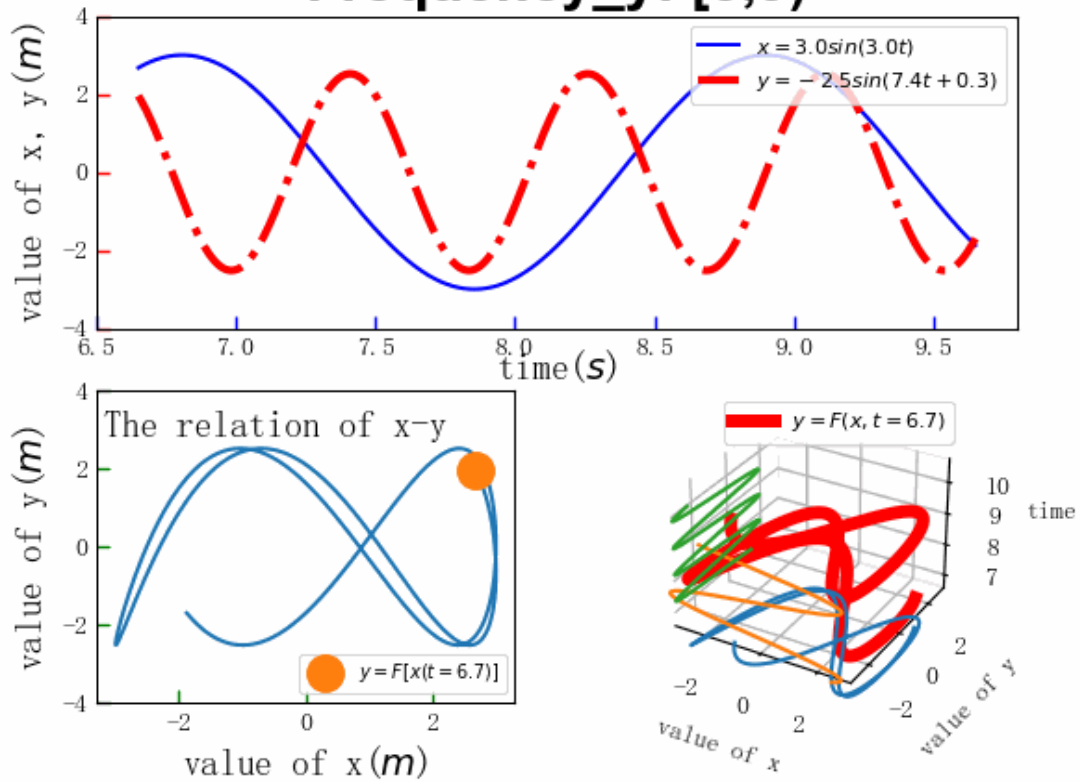 4
2
0
−2
−4
value of x, y(m)
x = 3.0sin(3.0t)
y = − 2.5sin(7.4t + 0.3)
6.5 7.0 7.5 8.0 8.5 9.0 9.5
time(s)
4
2
0
−2
−4
value of y(m)
The relation of x-y
y = F[x(t = 6.7)]
−2 0 2
value of x(m)
y = F(x, t = 6.7)
10
9
8
7
time
2
0
−2
value of y
−2
0
2
value of x